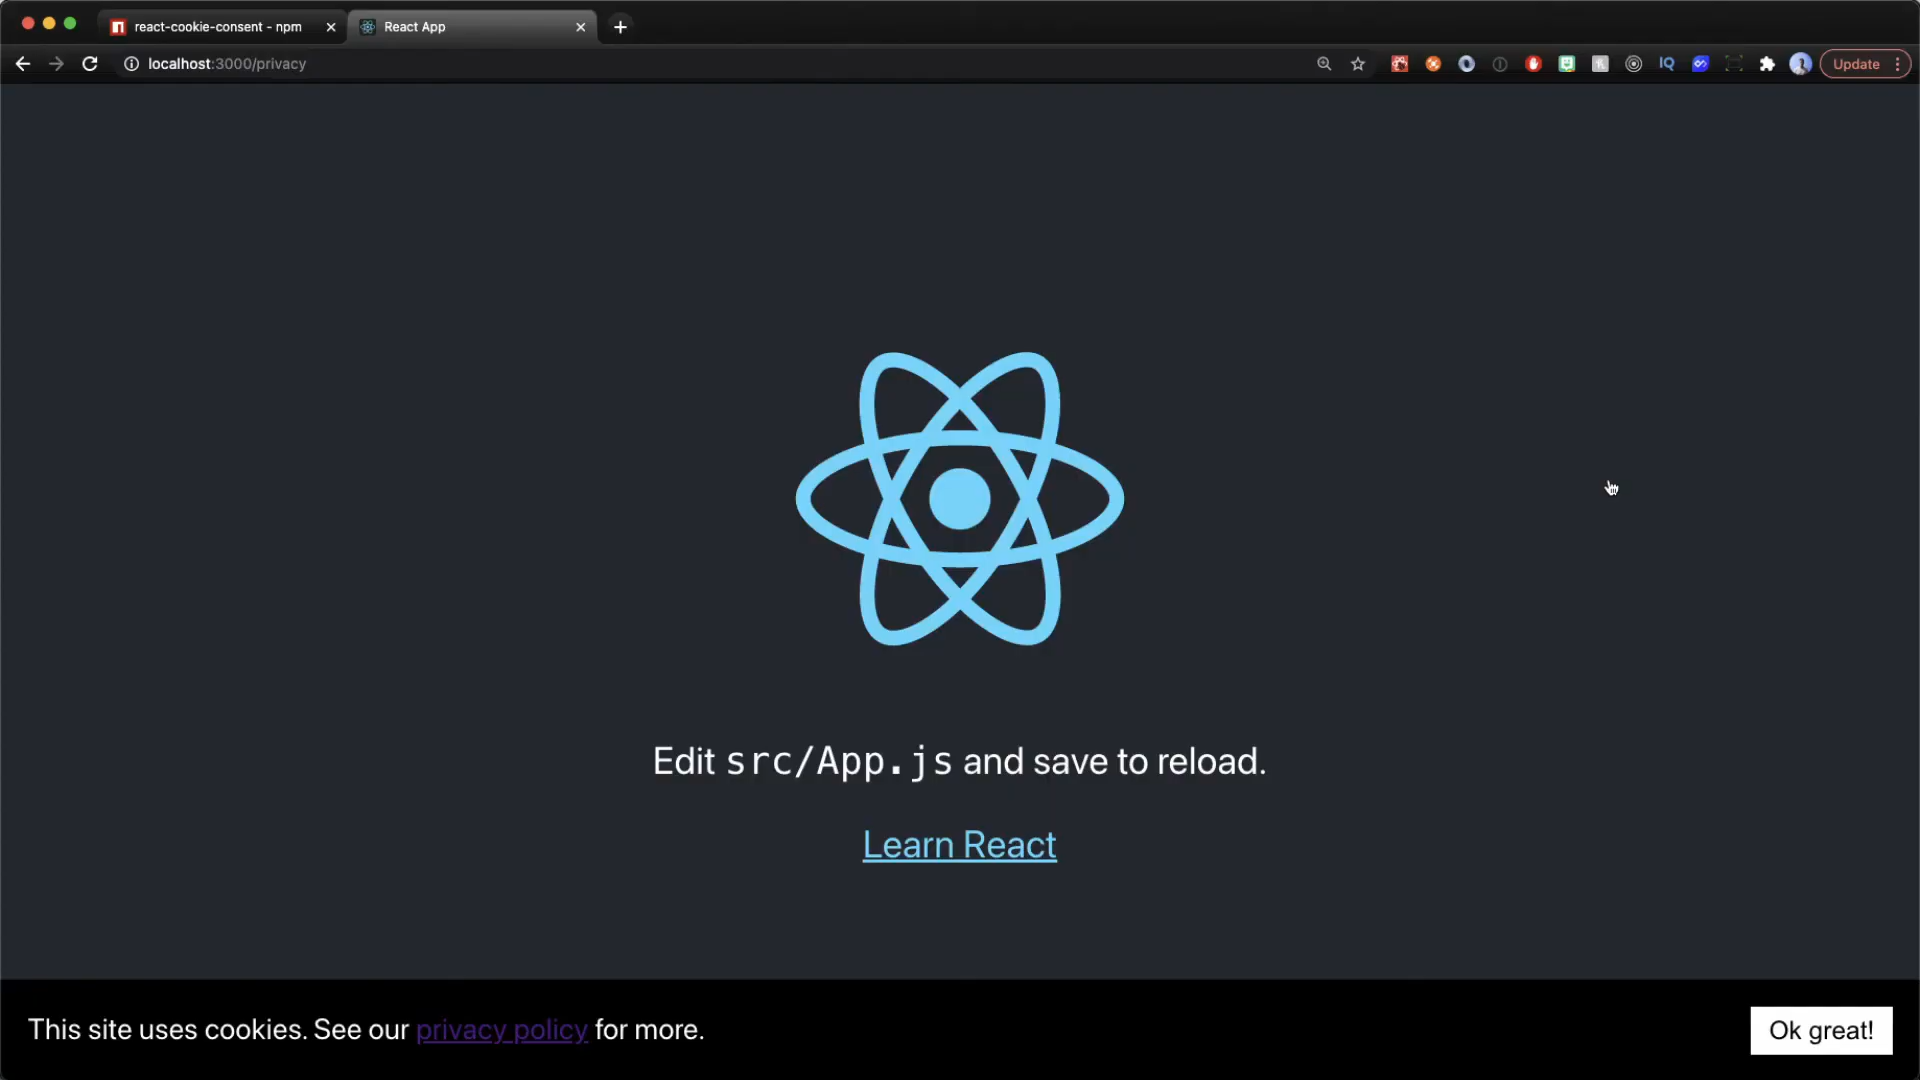 react-cookie-consent - npm
React App
localhost:3000/privacy
IQ
Update
Edit src/App.js and save to reload.
Learn React
This site uses cookies. See our privacy policy for more.
Ok great!